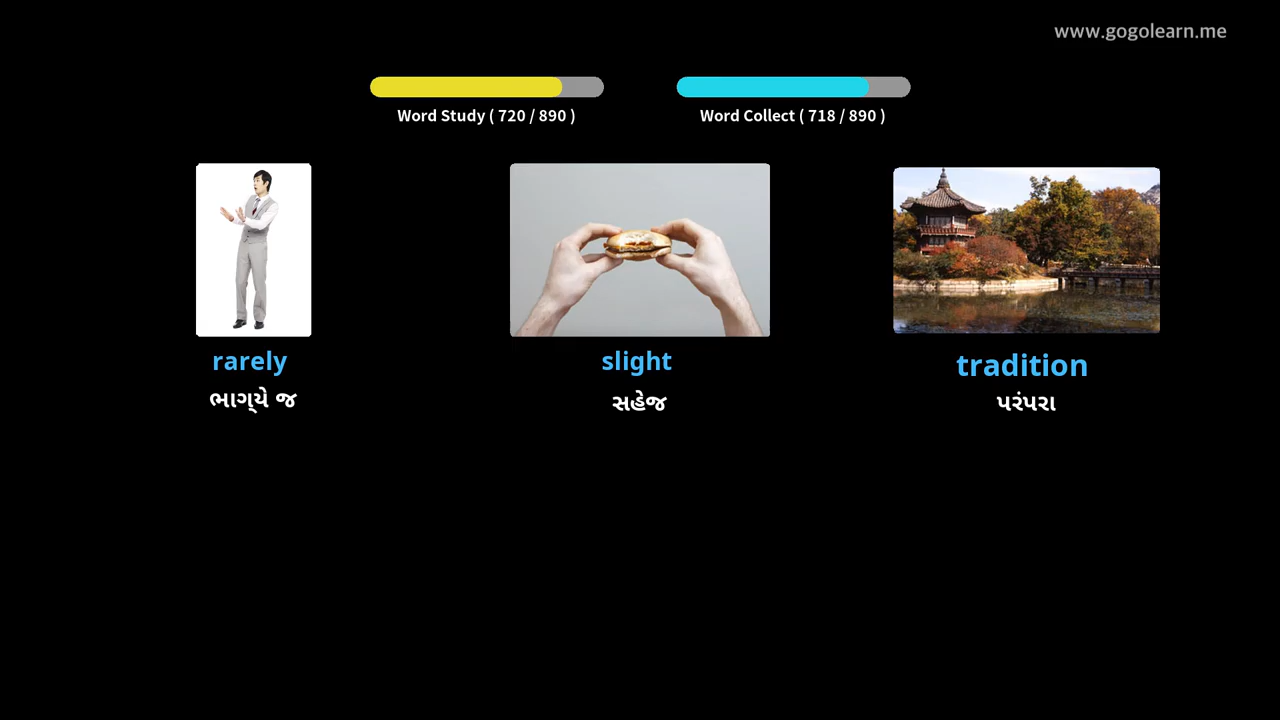 www.gogolearn.me
Word Study ( 720 / 890 )
Word Collect ( 718 / 890 )
rarely
ભાગ્યે જ
slight
સહેજ
tradition
પરંપરા